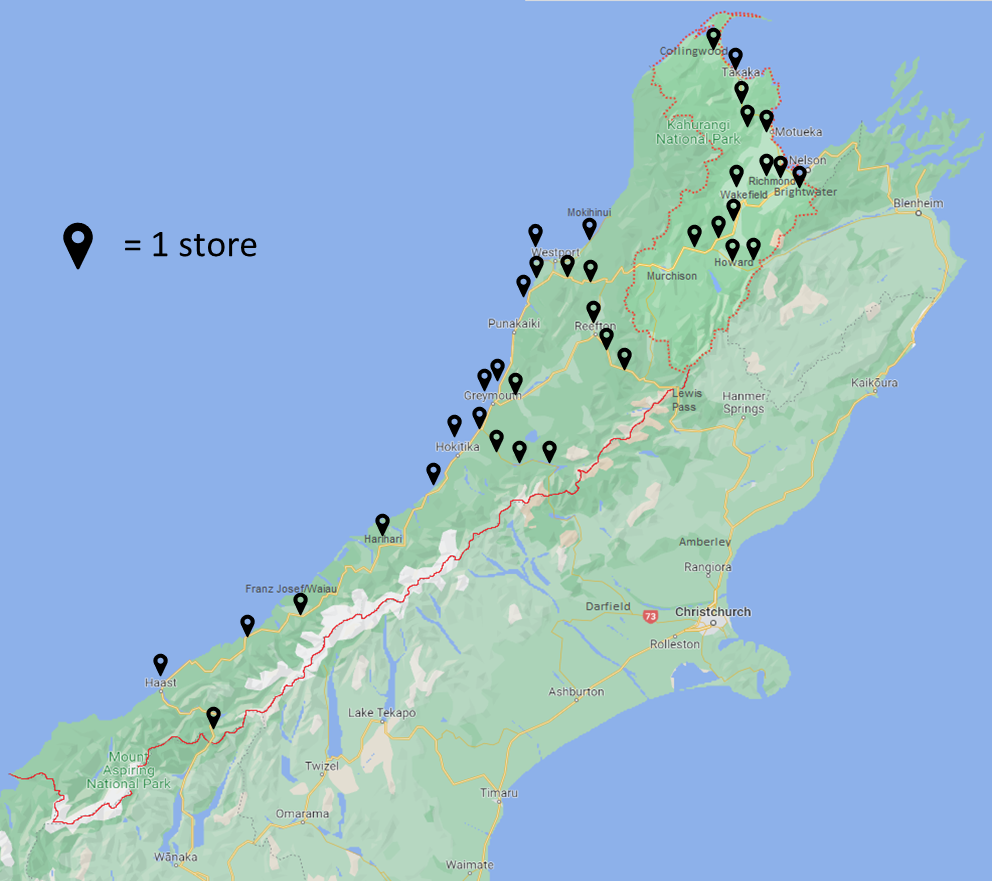 Collingwood
Takaka
Kahurangi
National Park
Motueka
Nelson
Richmond
Brightwater
Wakefield
Blenheim
Mokihinui
= 1 store
Westport
Howard
Murchison
Punakaiki
Reefton
Kaikōura
Greymouth
Lewis
Pass
Hanmer
Springs
Hokitika
Harihari
Amberley
Rangiora
Franz Josef/Waiau
Darfield
73
Christchurch
Rolleston
Haast
Ashburton
Lake Tekapo
Mount
Aspiring
National Park
Twizel
Timaru
Omarama
Wānaka
Waimate